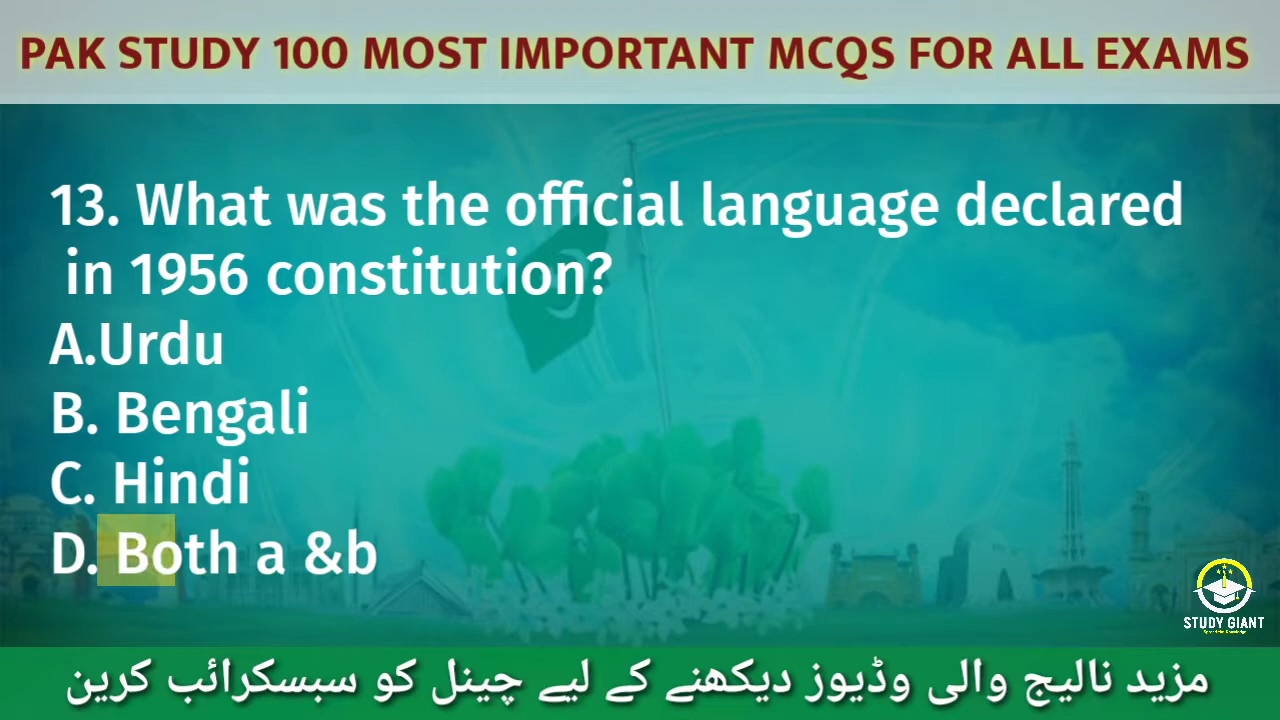 PAK STUDY 100 MOST IMPORTANT MCQS FOR ALL EXAMS
13. What was the official language declared
in 1956 constitution?
A.Urdu
B. Bengali
C. Hindi
D. Both a &b
STUDY GIANT
مزید نالیج والی وڈیوز دیکھنے کے لیے چینل کو سبسکرائب کرین